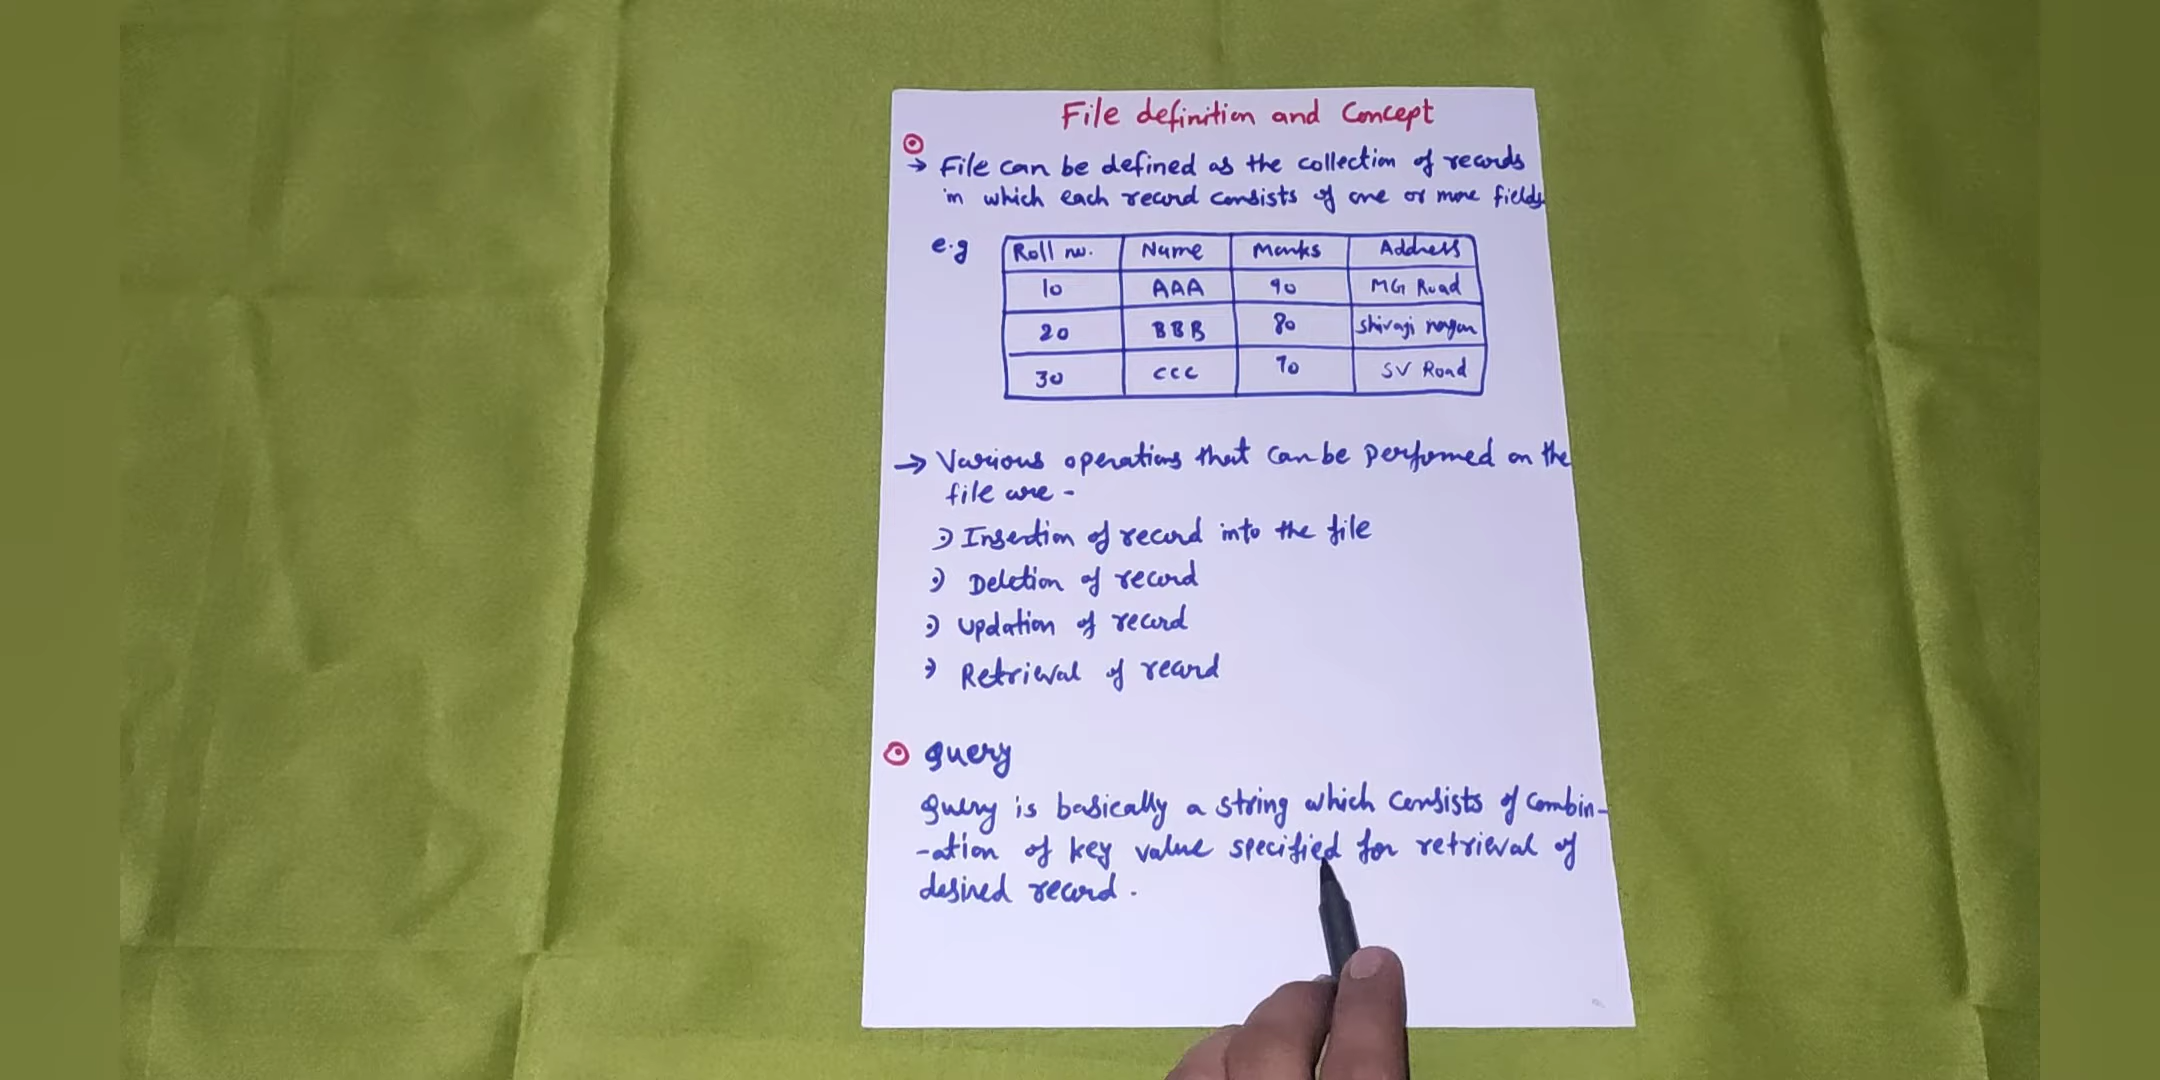 File definition and Concept
→ File can be defined as the collection of records
in which each record consists of one or more fields.
e.g
Roll no. Name Marks Address
10 AAA 90 MG Road
20 BBB 80 Shivaji nagar
30 CCC 70 SV Road
→ Various operations that can be performed on the
file are -
Insertion of record into the file
Deletion of record
Updation of record
Retrieval of record
Query
Query is basically a string which consists of combin-
-ation of key value specified for retrieval of
desired record.